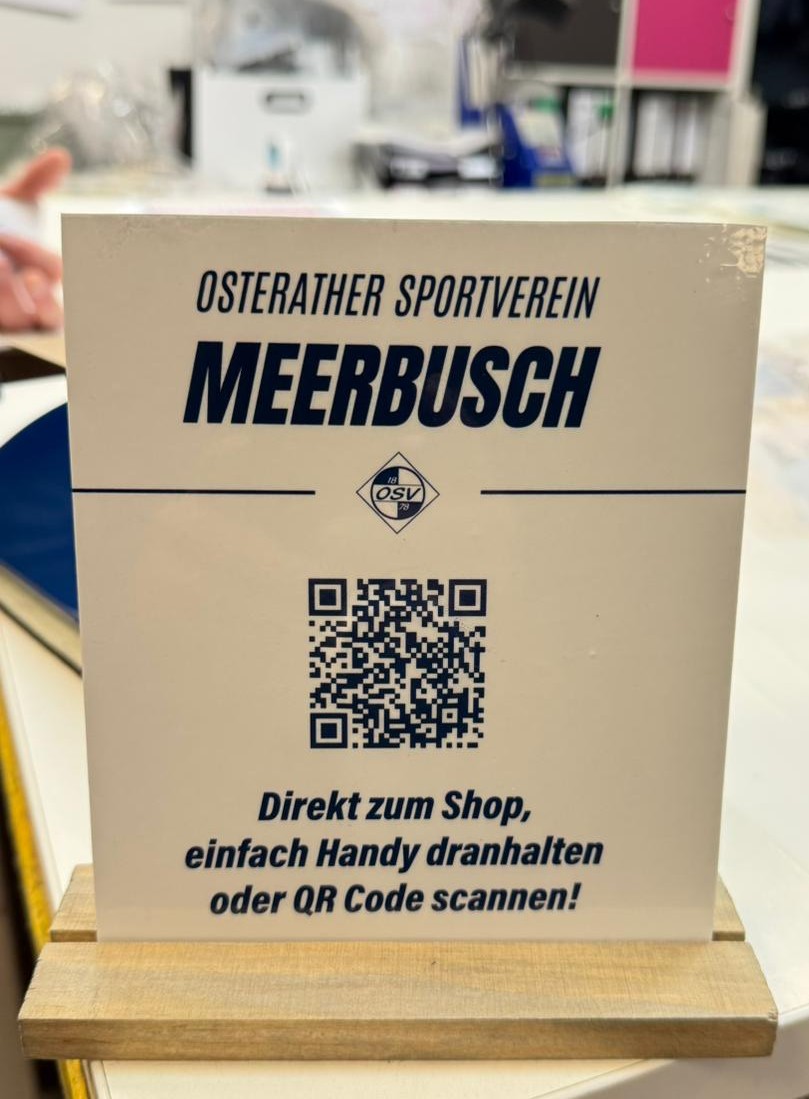 OSTERATHER SPORTVEREIN
MEERBUSCH
18
OSV
78
Direkt zum Shop,
einfach Handy dranhalten
oder QR Code scannen!